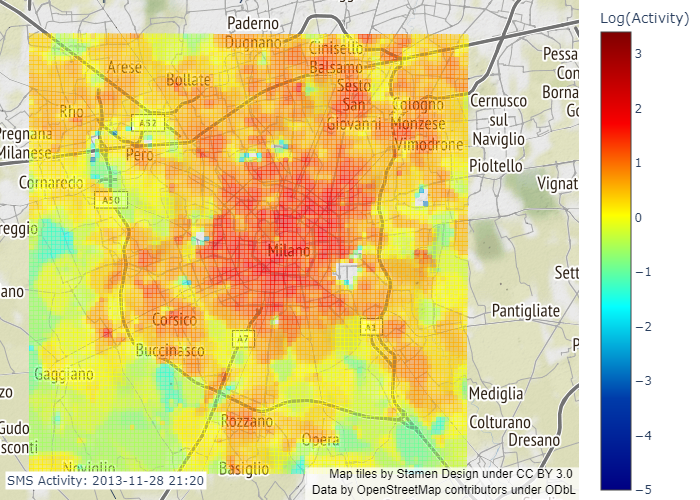 Log(Activity)
3
2
1
0
−1
−2
−3
−4
−5
Paderno
Dugnano
Cinisello
Balsamo
Arese
Bollate
Sesto
San
Giovanni
Rho
Cologno
Monzese
Vimodrone
Cernusco
sul
Naviglio
Pessa
Con
Borna
Go
A52
Pregnana
Milanese
Pero
Pioltello
Cornaredo
A50
Vignat
reggio
Milano
Sett
ano
Pantigliate
Corsico
A7
A1
Buccinasco
P
Gaggiano
zo
Mediglia
Rozzano
Colturano
Gudo
sconti
Opera
Dresano
Noviglio
Basiglio
SMS Activity: 2013-11-28 21:20
Map tiles by Stamen Design under CC BY 3.0
Data by OpenStreetMap contributors under ODbL